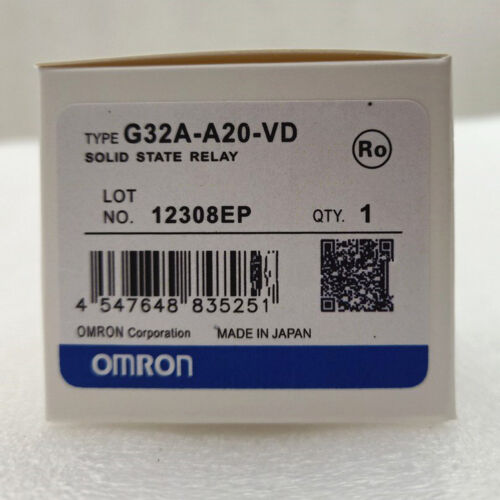 TYPE G32A-A20-VD
SOLID STATE RELAY
Ro
LOT
NO. 12308EP QTY. 1
4 547648 835251
OMRON Corporation MADE IN JAPAN
OMRON